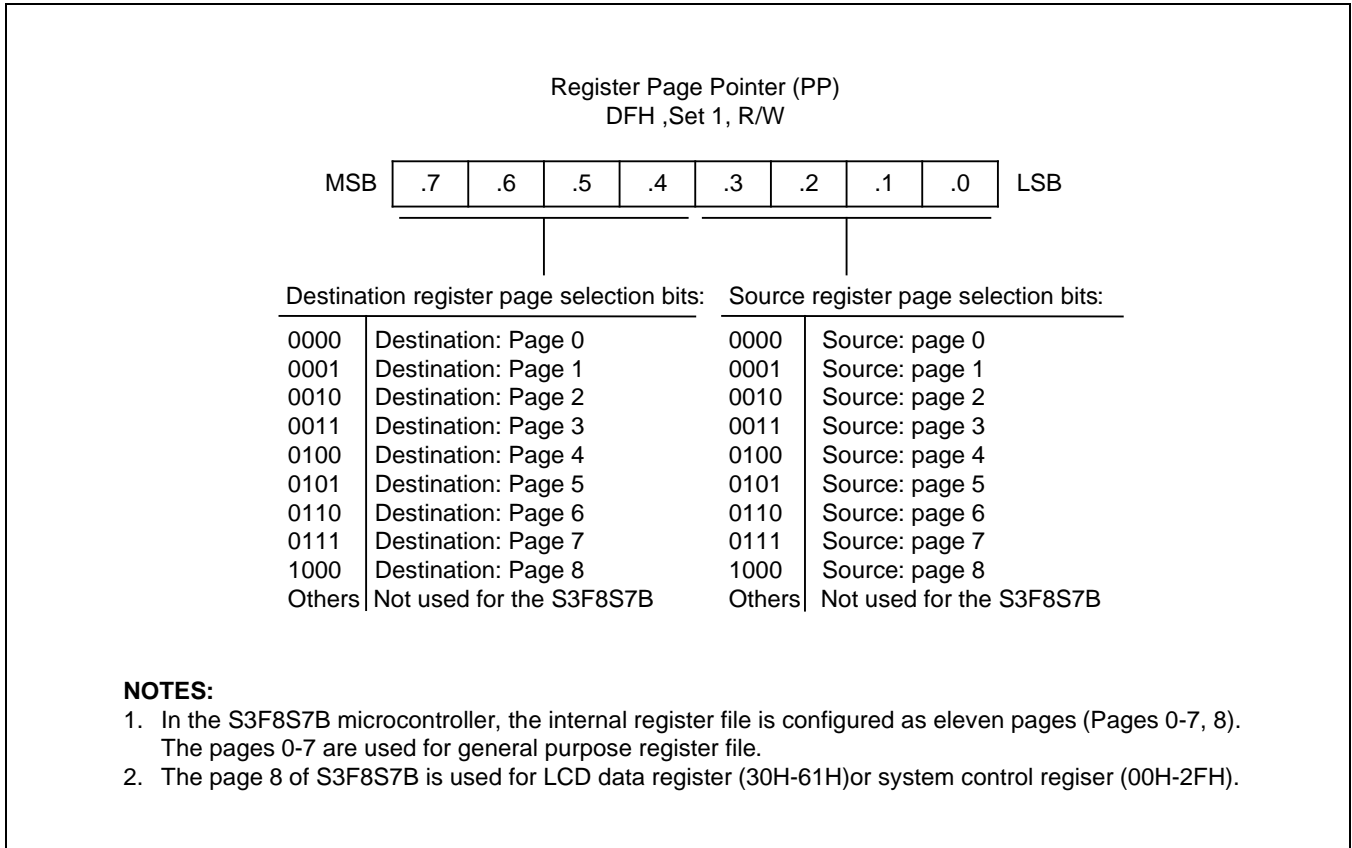 Register Page Pointer (PP)
DFH ,Set 1, R/W
MSB .7 .6 .5 .4 .3 .2 .1 .0 LSB
Destination register page selection bits: Source register page selection bits:
0000 Destination: Page 0 0000 Source: page 0
0001 Destination: Page 1 0001 Source: page 1
0010 Destination: Page 2 0010 Source: page 2
0011 Destination: Page 3 0011 Source: page 3
0100 Destination: Page 4 0100 Source: page 4
0101 Destination: Page 5 0101 Source: page 5
0110 Destination: Page 6 0110 Source: page 6
0111 Destination: Page 7 0111 Source: page 7
1000 Destination: Page 8 1000 Source: page 8
Others Not used for the S3F8S7B Others Not used for the S3F8S7B
NOTES:
1. In the S3F8S7B microcontroller, the internal register file is configured as eleven pages (Pages 0-7, 8).
The pages 0-7 are used for general purpose register file.
2. The page 8 of S3F8S7B is used for LCD data register (30H-61H)or system control regiser (00H-2FH).